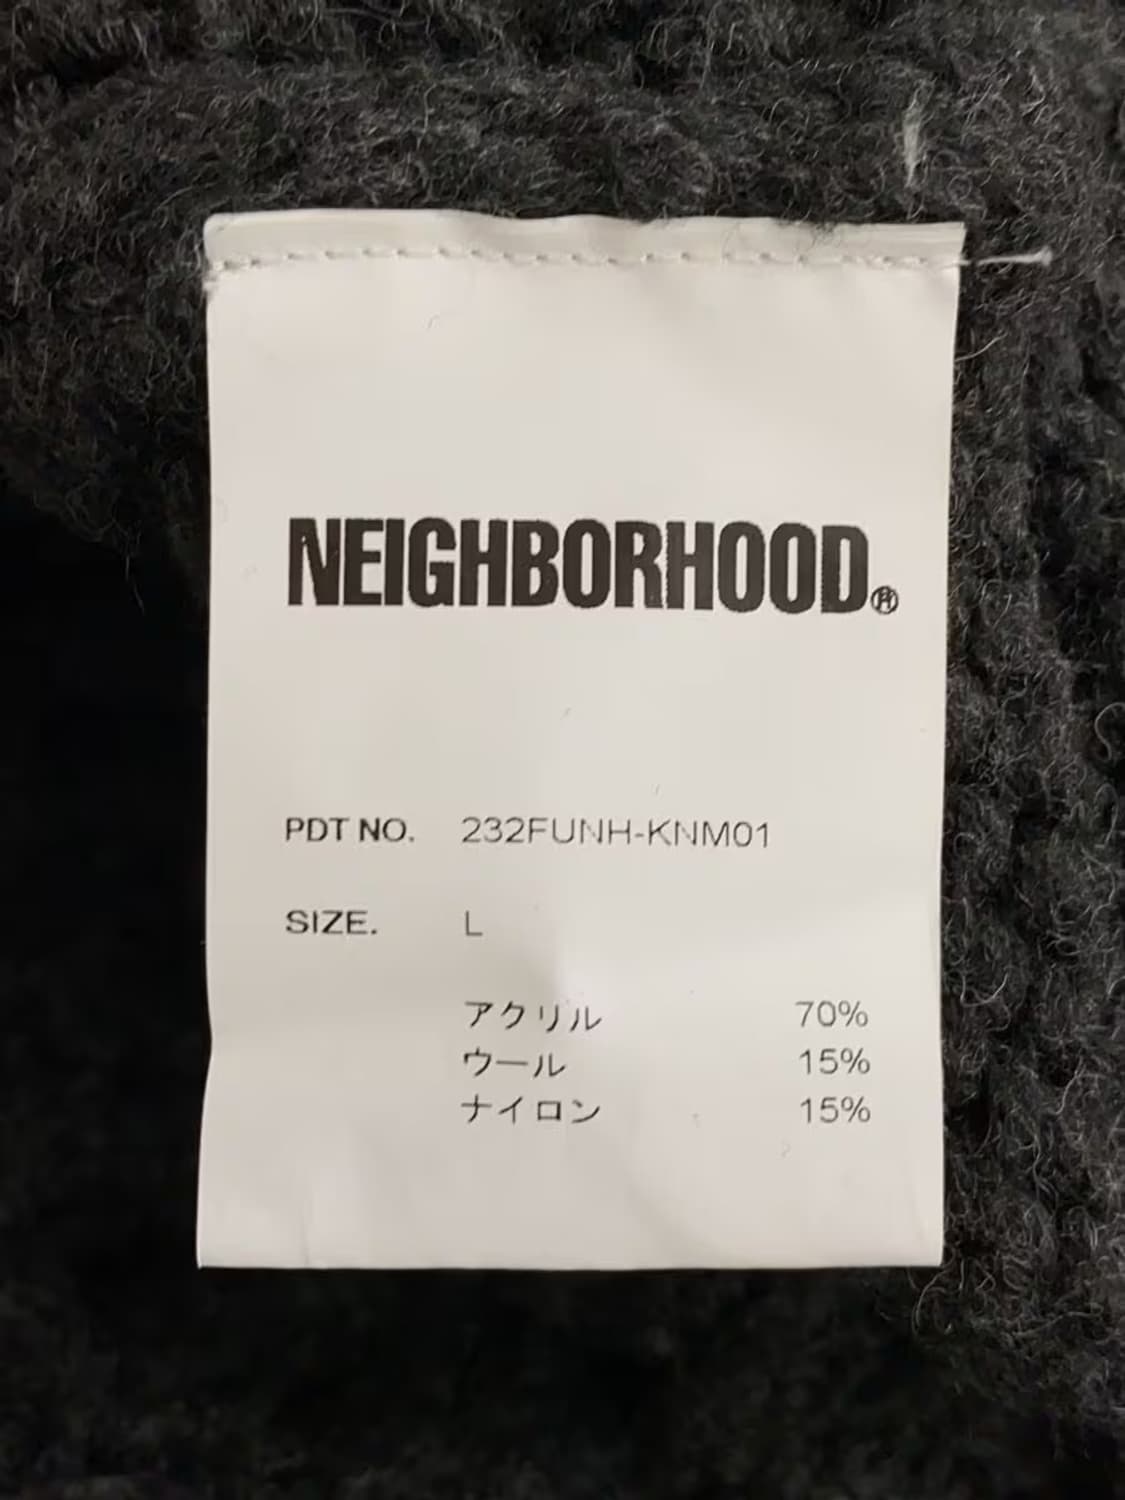 NEIGHBORHOOD®
PDT NO. 232FUNH-KNM01
SIZE. L
アクリル 70%
ウール 15%
ナイロン 15%